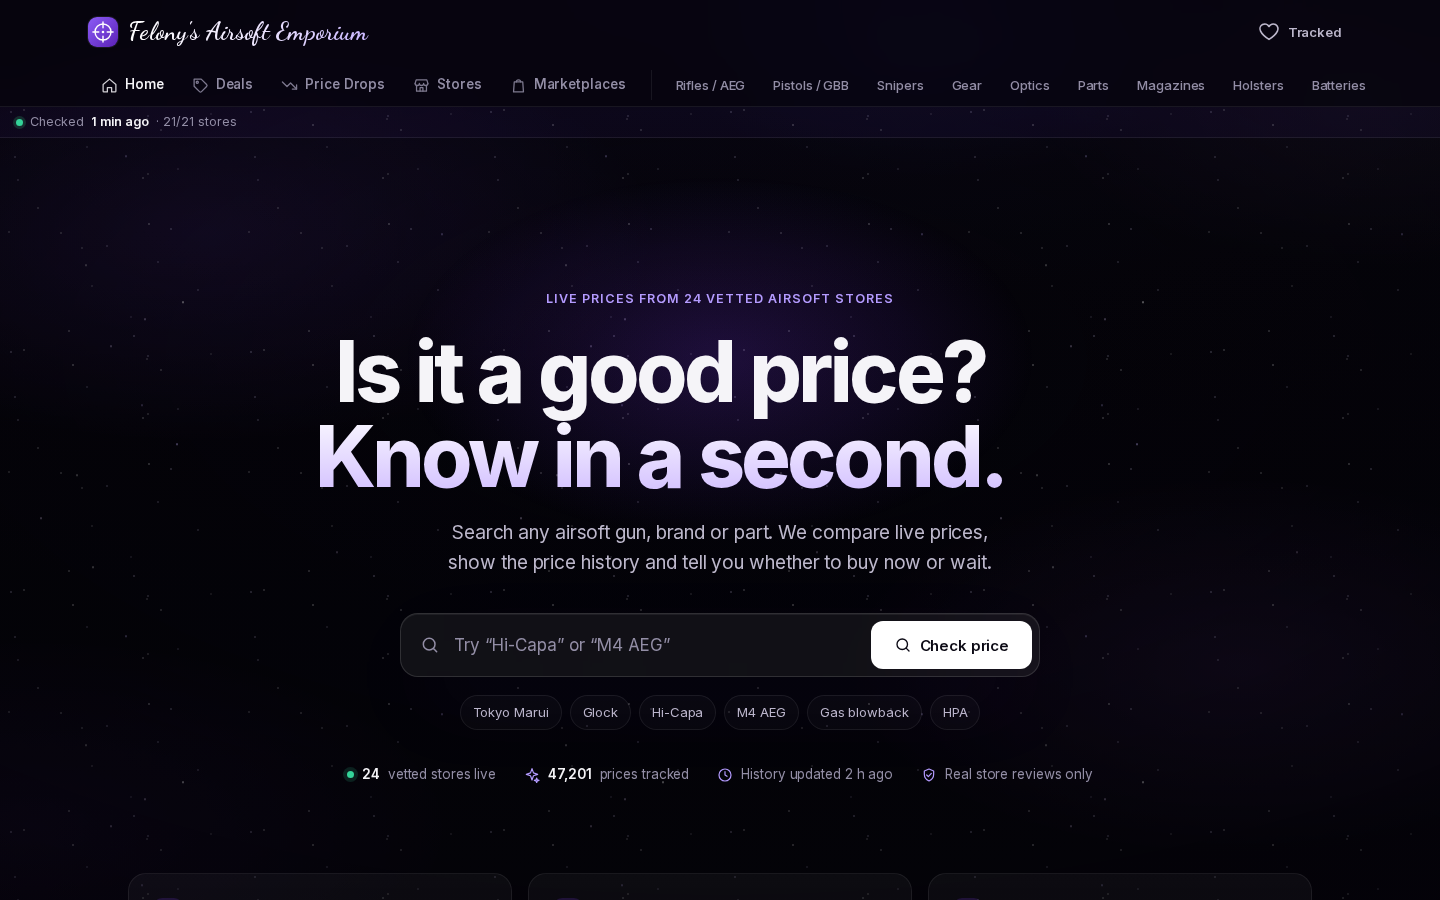 Felony's Airsoft Emporium
Tracked
Home Deals Price Drops Stores Marketplaces Rifles / AEG Pistols / GBB Snipers Gear Optics Parts Magazines Holsters Batteries
Checked 1 min ago · 21/21 stores
LIVE PRICES FROM 24 VETTED AIRSOFT STORES
Is it a good price?
Know in a second.
Search any airsoft gun, brand or part. We compare live prices,
show the price history and tell you whether to buy now or wait.
Try “Hi-Capa” or “M4 AEG” Check price
Tokyo Marui Glock Hi-Capa M4 AEG Gas blowback HPA
24 vetted stores live 47,201 prices tracked History updated 2 h ago Real store reviews only